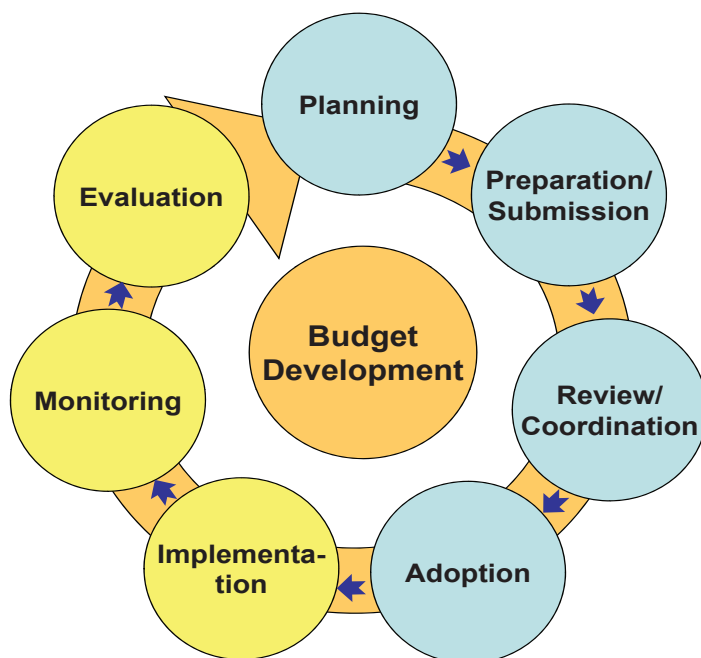 Planning
Preparation/
Submission
Review/
Coordination
Adoption
Implementa-
tion
Monitoring
Evaluation
Budget
Development